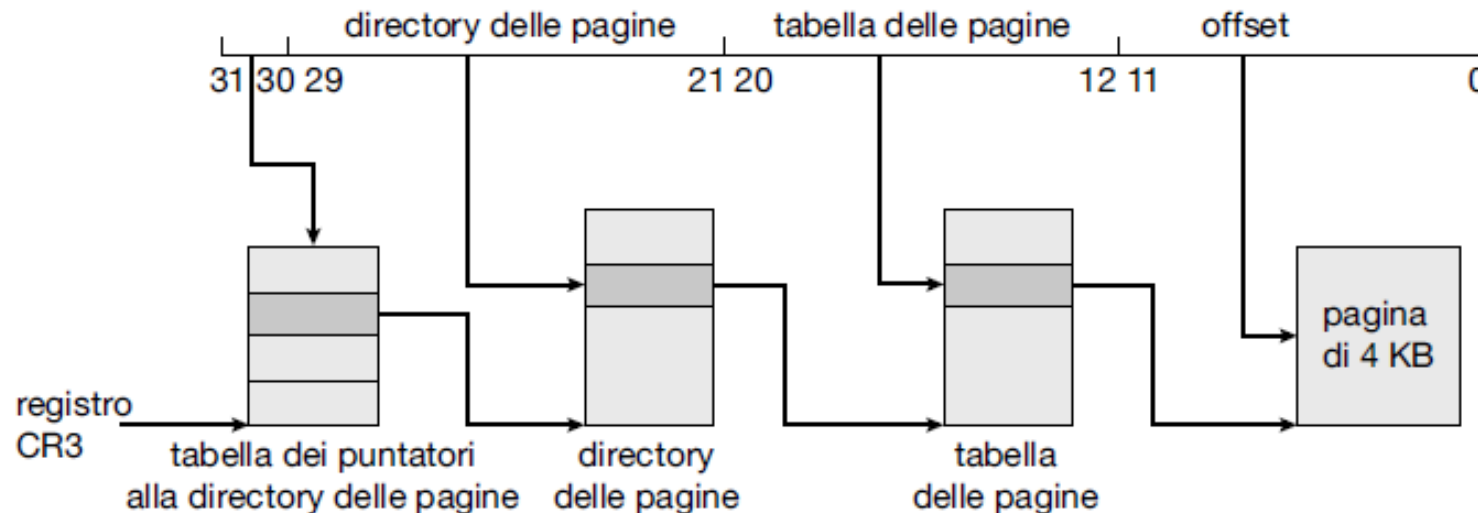 directory delle pagine tabella delle pagine offset
31 30 29 21 20 12 11 0
pagina
di 4 KB
registro
CR3
tabella dei puntatori
alla directory delle pagine
directory
delle pagine
tabella
delle pagine